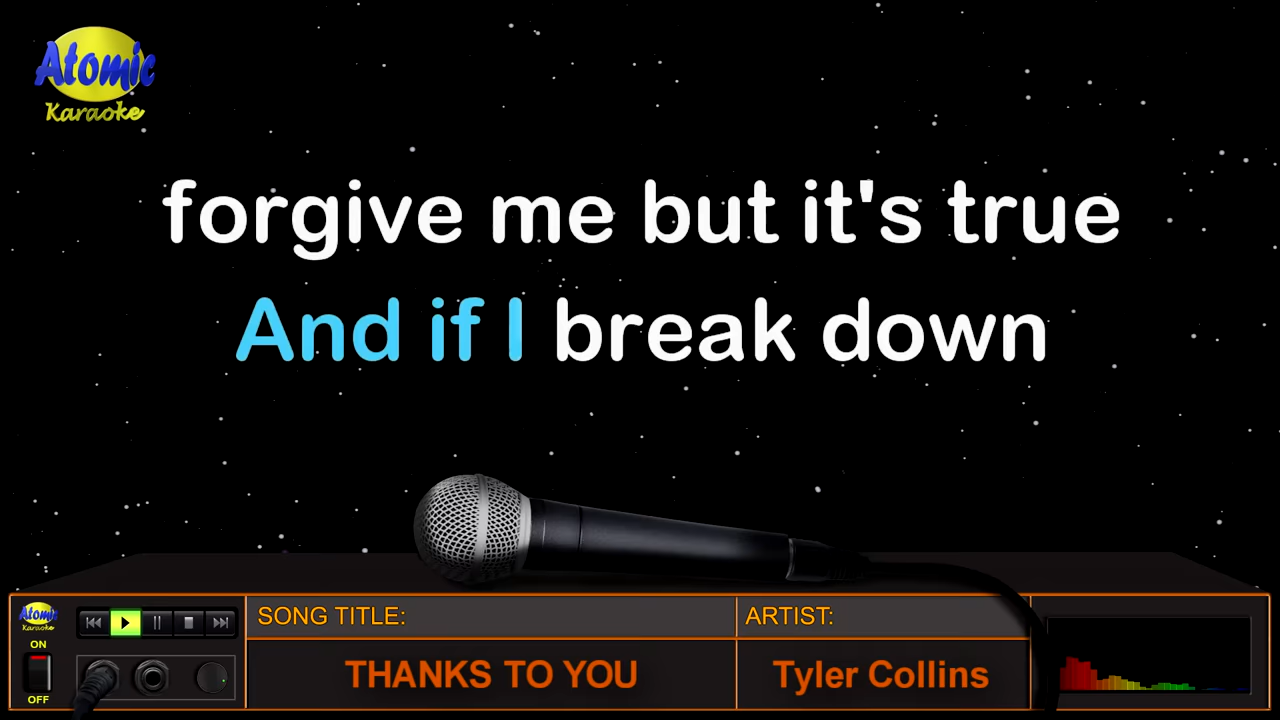 Atomic
Karaoke
forgive me but it's true
And if I break down
Atomic
Karaoke
ON
OFF
SONG TITLE:
THANKS TO YOU
ARTIST:
Tyler Collins